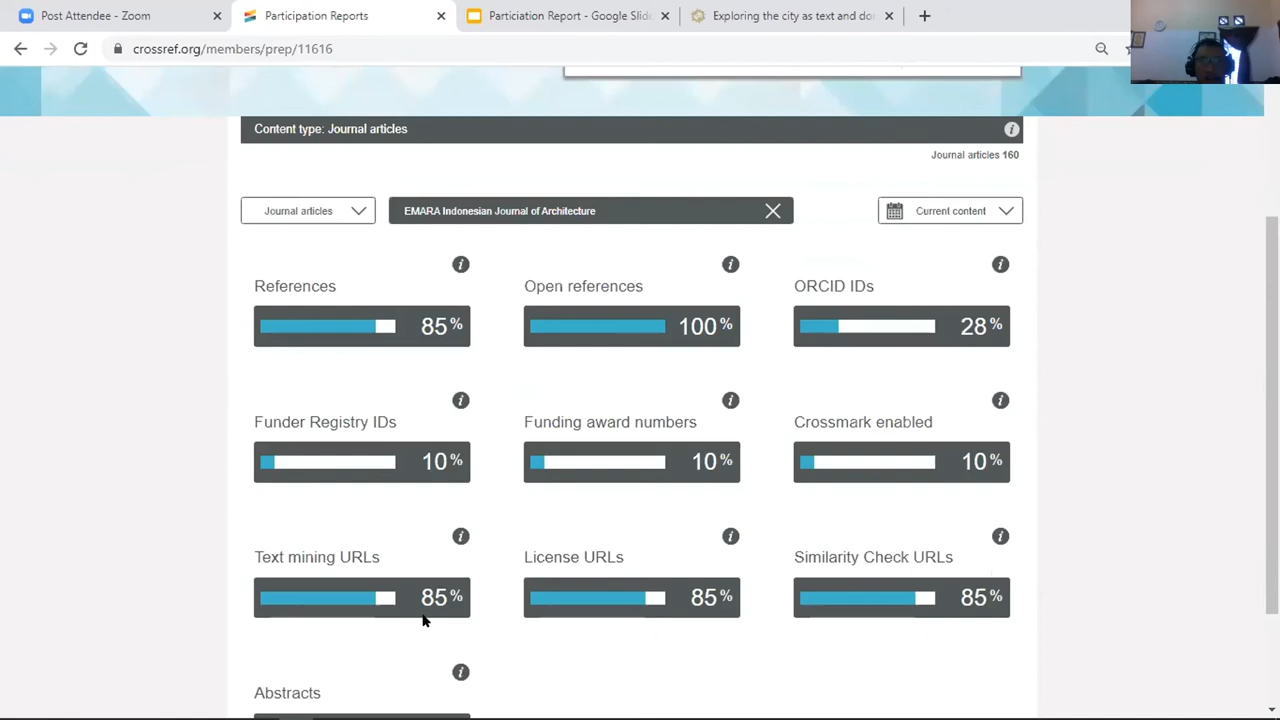 Post Attendee - Zoom
Participation Reports
Particiation Report - Google Slide
Exploring the city as text and do
crossref.org/members/prep/11616
Content type: Journal articles
Journal articles 160
Journal articles
EMARA Indonesian Journal of Architecture
Current content
References
Open references
ORCID IDs
85%
100%
28%
Funder Registry IDs
Funding award numbers
Crossmark enabled
10%
10%
10%
Text mining URLs
License URLs
Similarity Check URLs
85%
85%
85%
Abstracts